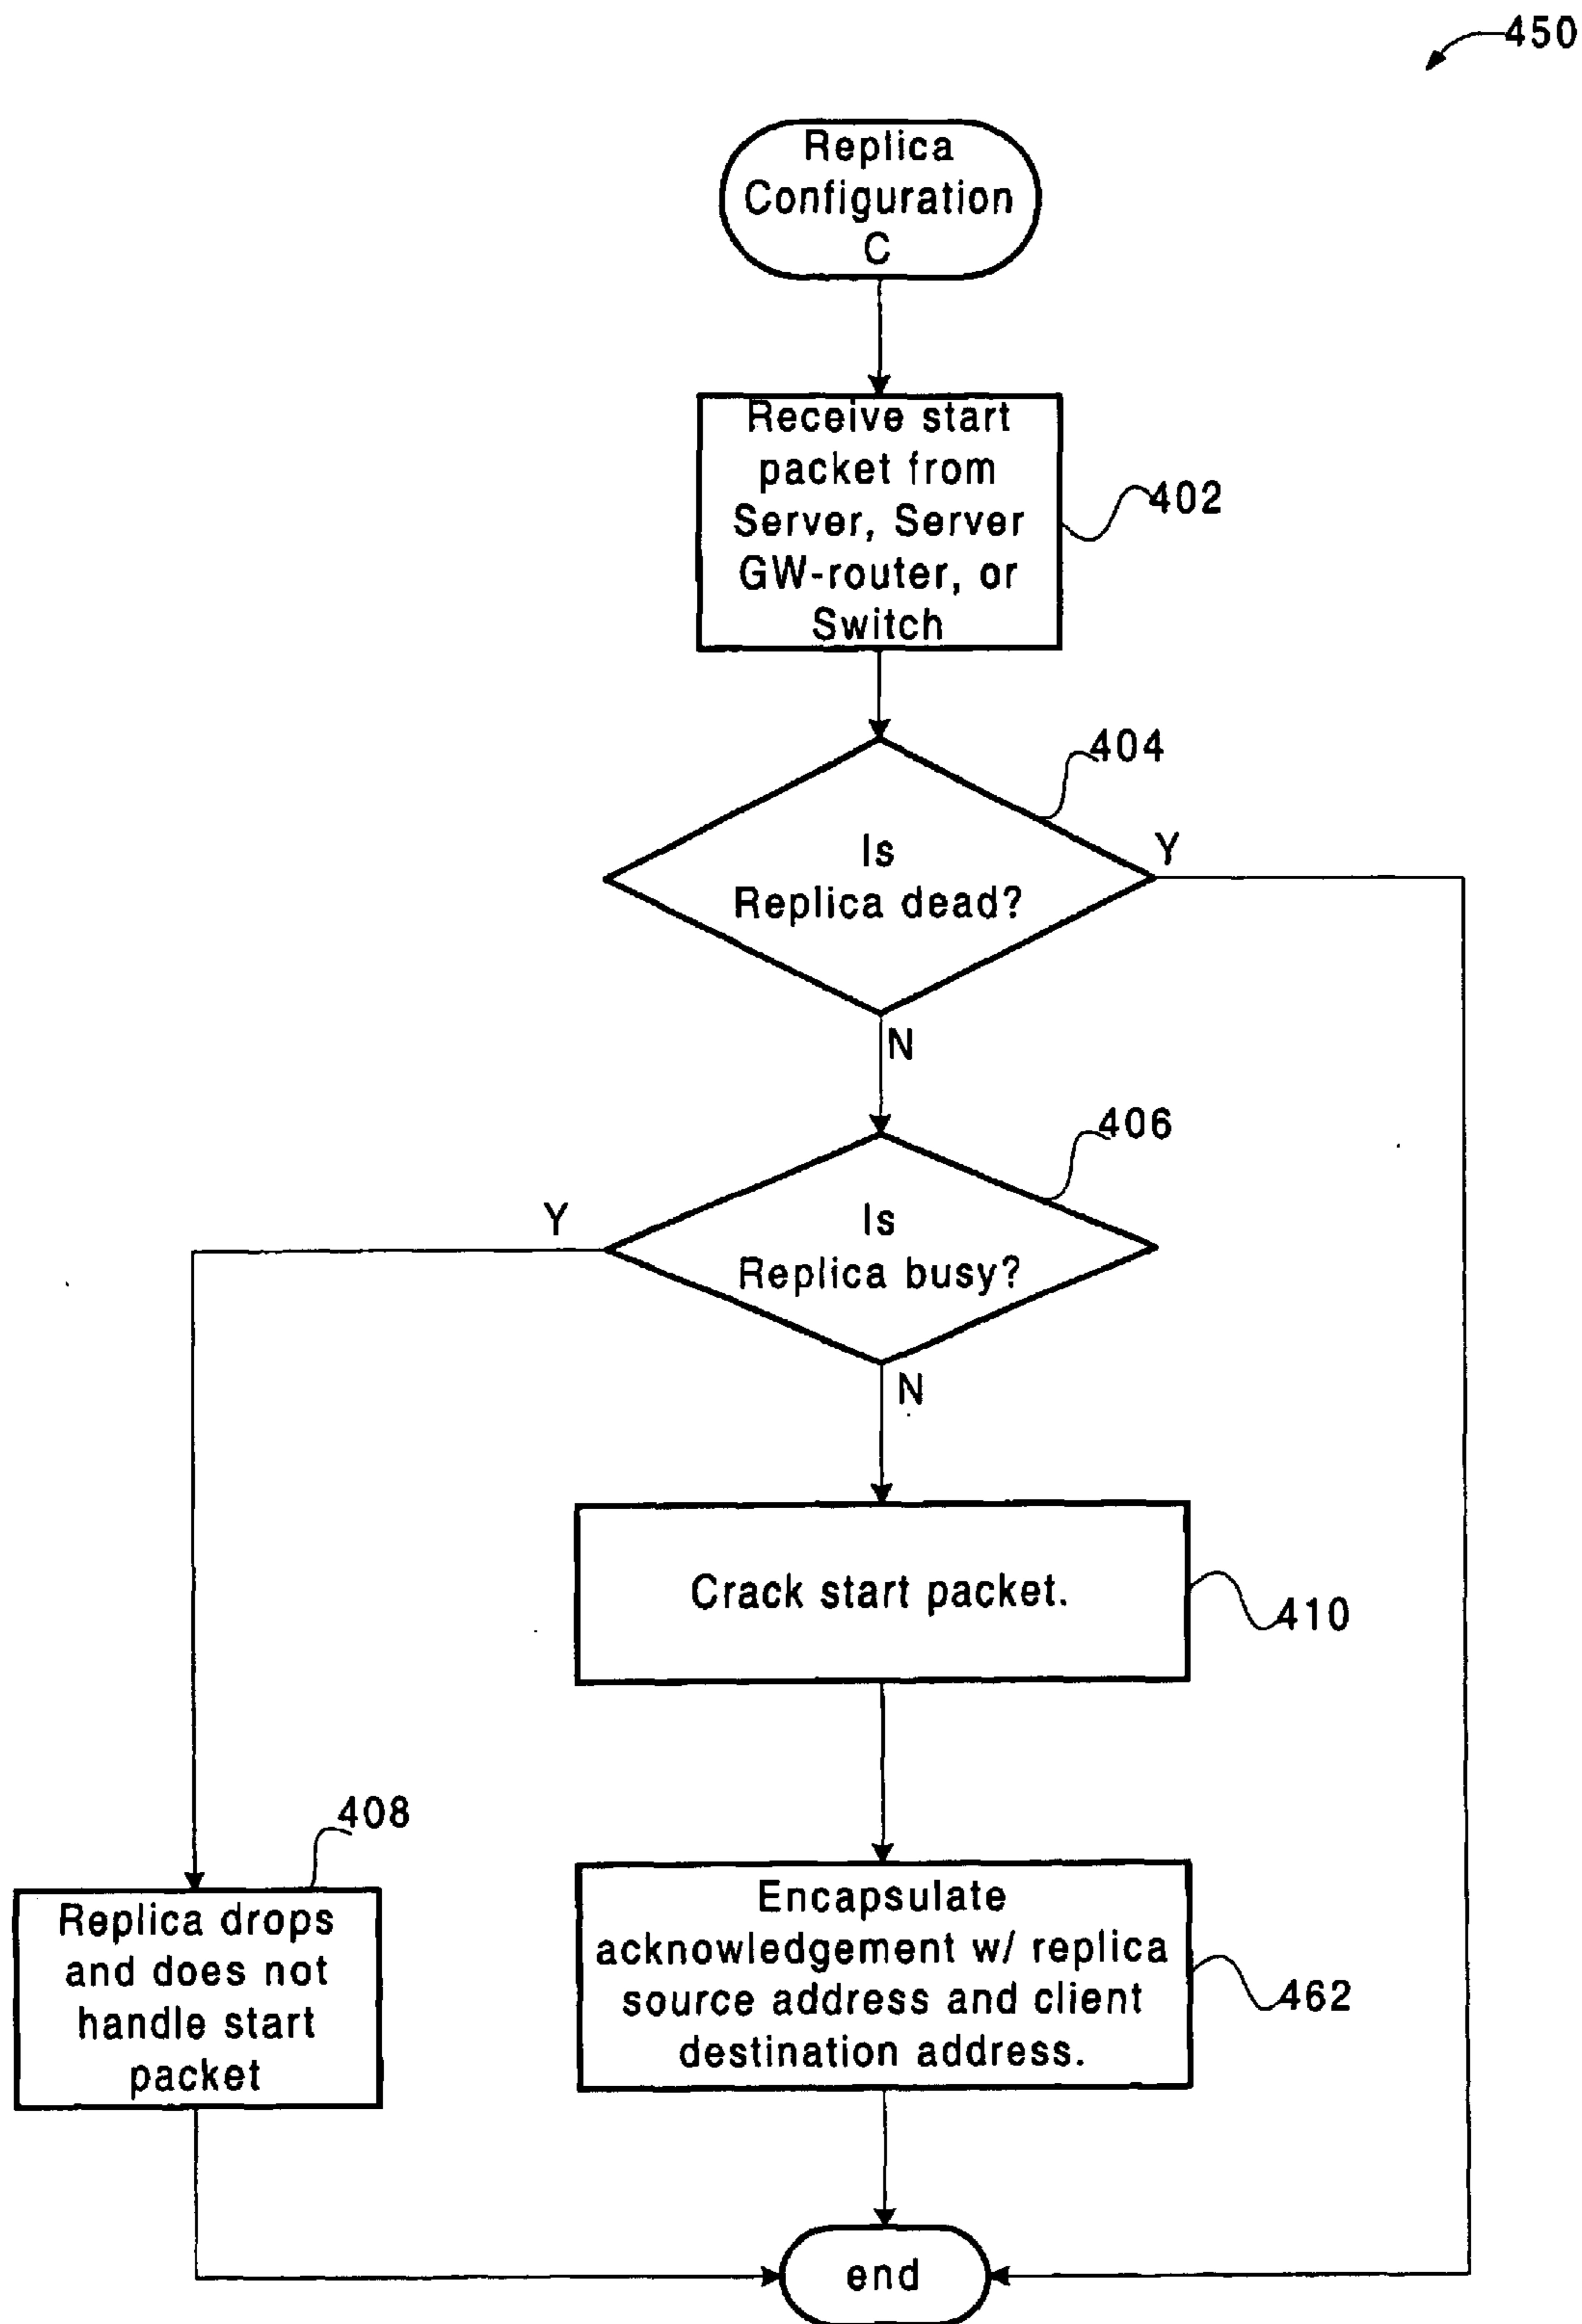 450
Replica
Configuration
C
Receive start
packet from
Server, Server
GW-router, or
Switch
402
404
Is
Replica dead?
Y
N
406
Is
Replica busy?
Y
N
Crack start packet.
410
408
Replica drops
and does not
handle start
packet
Encapsulate
acknowledgement w/ replica
source address and client
destination address.
462
end